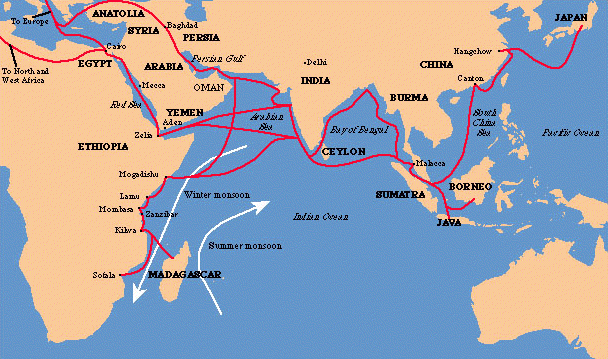 To Europe
ANATOLIA
JAPAN
SYRIA
Baghdad
PERSIA
Cairo
Hangchow
Persian Gulf
Delhi
CHINA
EGYPT
ARABIA
INDIA
To North and
West Africa
Mecca
OMAN
Canton
BURMA
Red Sea
YEMEN
Arabian
Sea
South
China
Sea
Aden
Zelia
Bay of Bengal
Pacific Ocean
ETHIOPIA
CEYLON
Malacca
Mogadishu
BORNEO
Lamu
Winter monsoon
SUMATRA
Mombasa
Zanzibar
Indian Ocean
JAVA
Kilwa
Summer monsoon
Sofala
MADAGASCAR